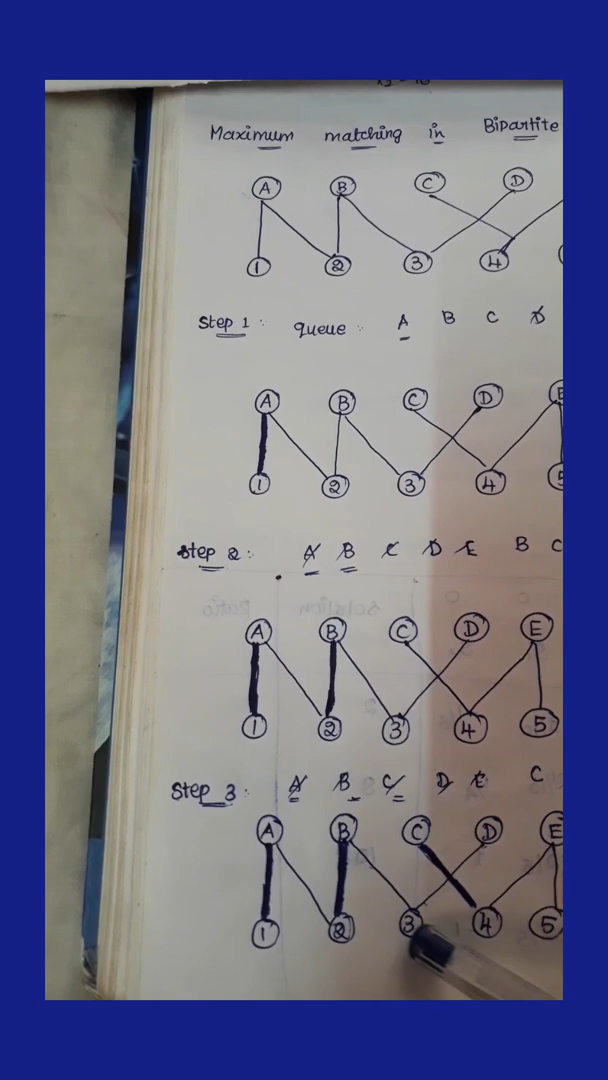 Maximum matching in Bipartite
A B C D
1 2 3 4
Step 1 : queue : A B C D
A B C D E
1 2 3 4 5
Step 2 : A B C D E B C
A B C D E
1 2 3 4 5
Step 3 : A B C D E C
A B C D E
1 2 3 4 5